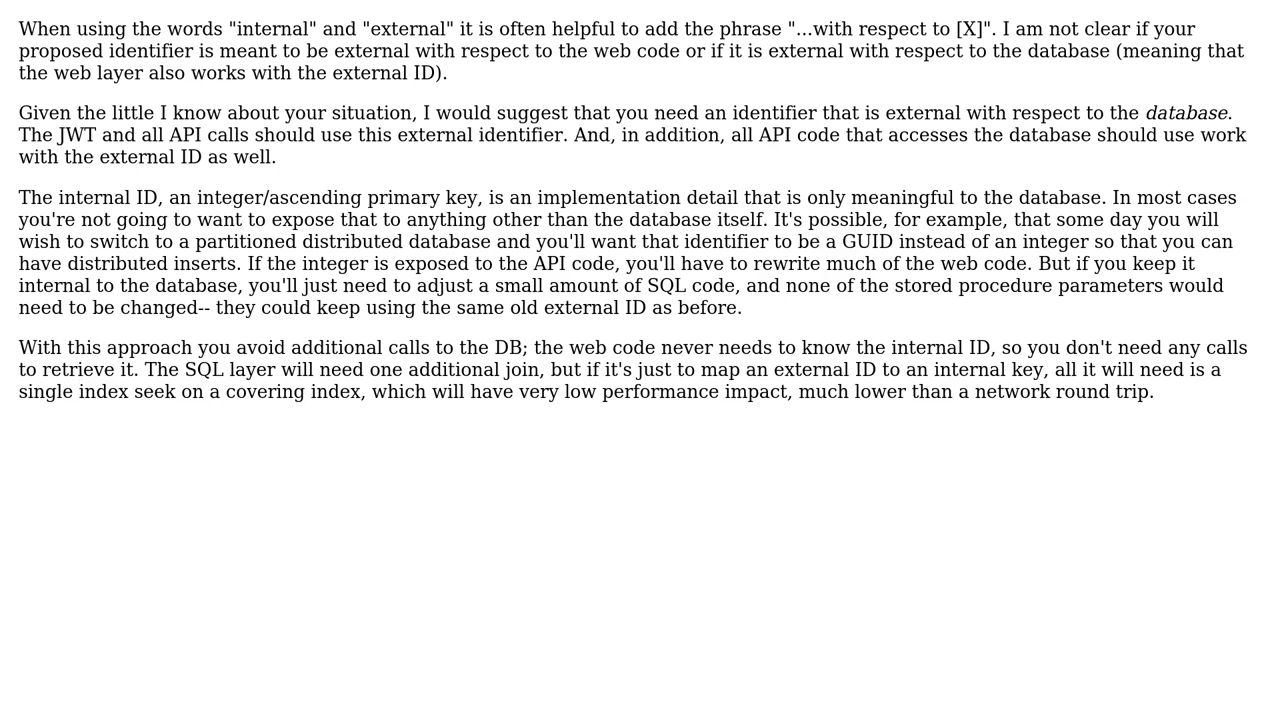 When using the words "internal" and "external" it is often helpful to add the phrase "...with respect to [X]". I am not clear if your
proposed identifier is meant to be external with respect to the web code or if it is external with respect to the database (meaning that
the web layer also works with the external ID).
Given the little I know about your situation, I would suggest that you need an identifier that is external with respect to the database.
The JWT and all API calls should use this external identifier. And, in addition, all API code that accesses the database should use work
with the external ID as well.
The internal ID, an integer/ascending primary key, is an implementation detail that is only meaningful to the database. In most cases
you're not going to want to expose that to anything other than the database itself. It's possible, for example, that some day you will
wish to switch to a partitioned distributed database and you'll want that identifier to be a GUID instead of an integer so that you can
have distributed inserts. If the integer is exposed to the API code, you'll have to rewrite much of the web code. But if you keep it
internal to the database, you'll just need to adjust a small amount of SQL code, and none of the stored procedure parameters would
need to be changed-- they could keep using the same old external ID as before.
With this approach you avoid additional calls to the DB; the web code never needs to know the internal ID, so you don't need any calls
to retrieve it. The SQL layer will need one additional join, but if it's just to map an external ID to an internal key, all it will need is a
single index seek on a covering index, which will have very low performance impact, much lower than a network round trip.